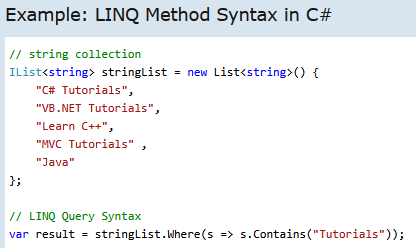 Example: LINQ Method Syntax in C#
// string collection
IList<string> stringList = new List<string>() {
    "C# Tutorials",
    "VB.NET Tutorials",
    "Learn C++",
    "MVC Tutorials" ,
    "Java"
};
// LINQ Query Syntax
var result = stringList.Where(s => s.Contains("Tutorials"));